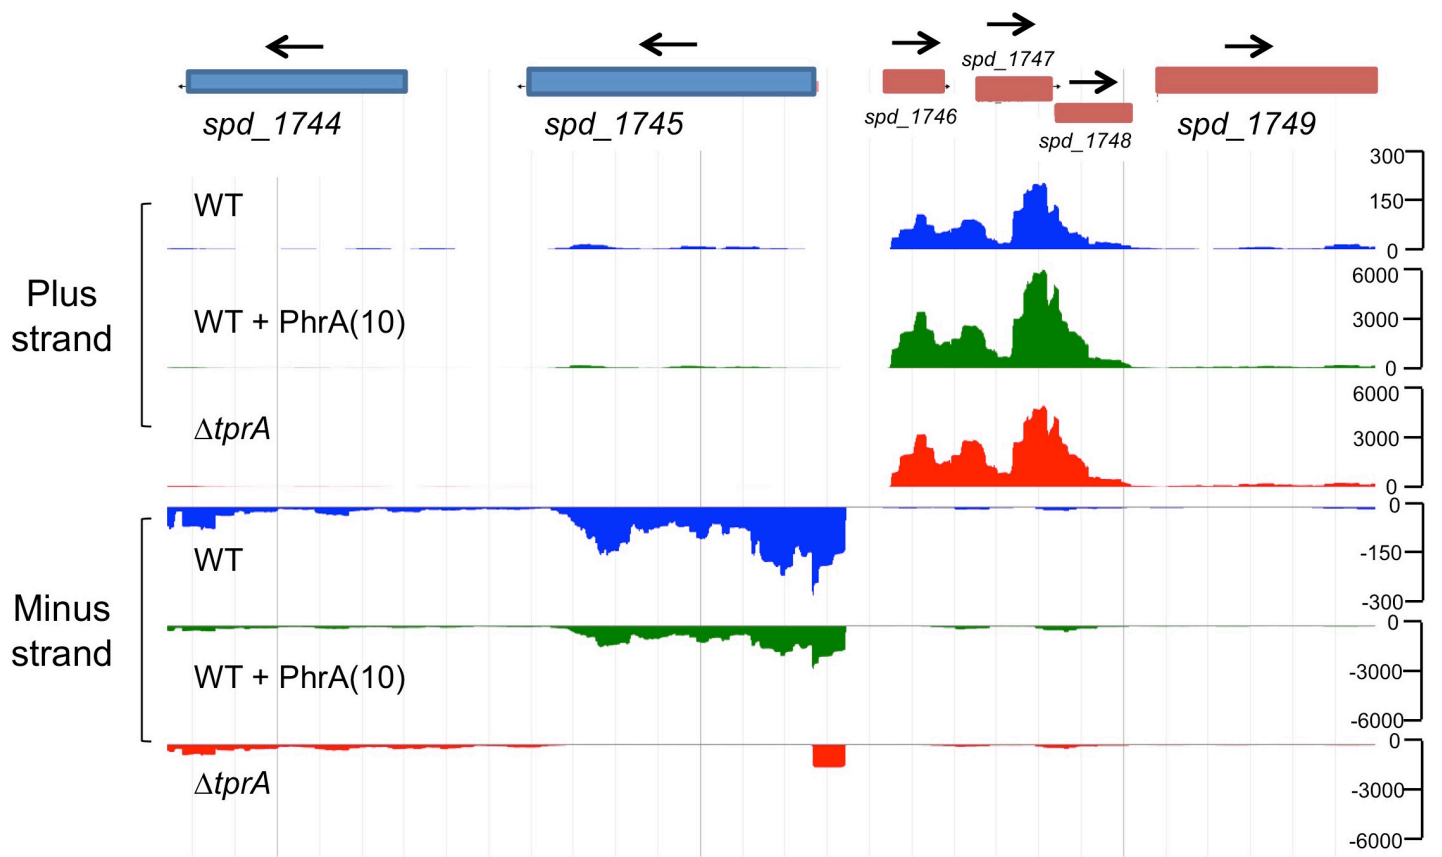 spd_1747
spd_1744
spd_1745
spd_1746
spd_1748
spd_1749
Plus
strand
WT
300
150
0
WT + PhrA(10)
6000
3000
0
ΔtprA
6000
3000
0
Minus
strand
WT
0
-150
-300
WT + PhrA(10)
0
-3000
-6000
ΔtprA
0
-3000
-6000